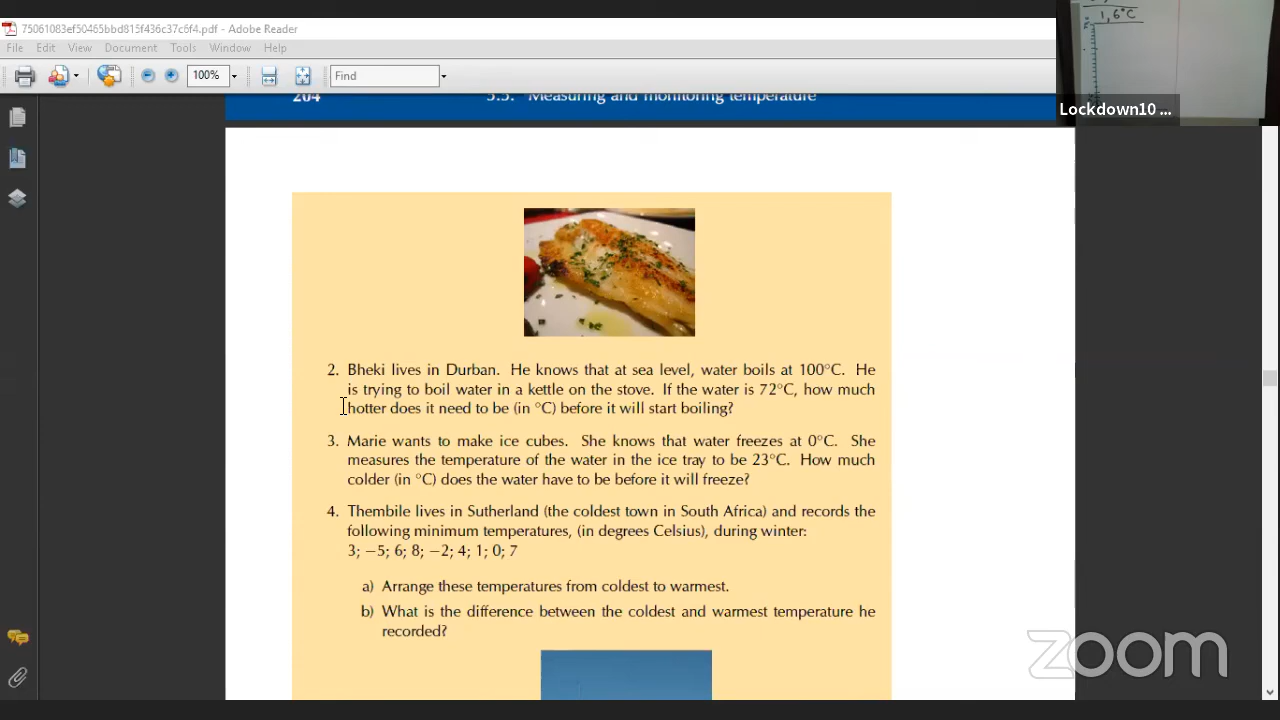 75061083ef50465bbd815f436c37c6f4.pdf - Adobe Reader
File Edit View Document Tools Window Help
100%
Find
1,6°C
Lockdown10 ...
204 Measuring and monitoring temperature
2. Bheki lives in Durban. He knows that at sea level, water boils at 100°C. He
is trying to boil water in a kettle on the stove. If the water is 72°C, how much
hotter does it need to be (in °C) before it will start boiling?
3. Marie wants to make ice cubes. She knows that water freezes at 0°C. She
measures the temperature of the water in the ice tray to be 23°C. How much
colder (in °C) does the water have to be before it will freeze?
4. Thembile lives in Sutherland (the coldest town in South Africa) and records the
following minimum temperatures, (in degrees Celsius), during winter:
3; −5; 6; 8; −2; 4; 1; 0; 7
a) Arrange these temperatures from coldest to warmest.
b) What is the difference between the coldest and warmest temperature he
recorded?
zoom